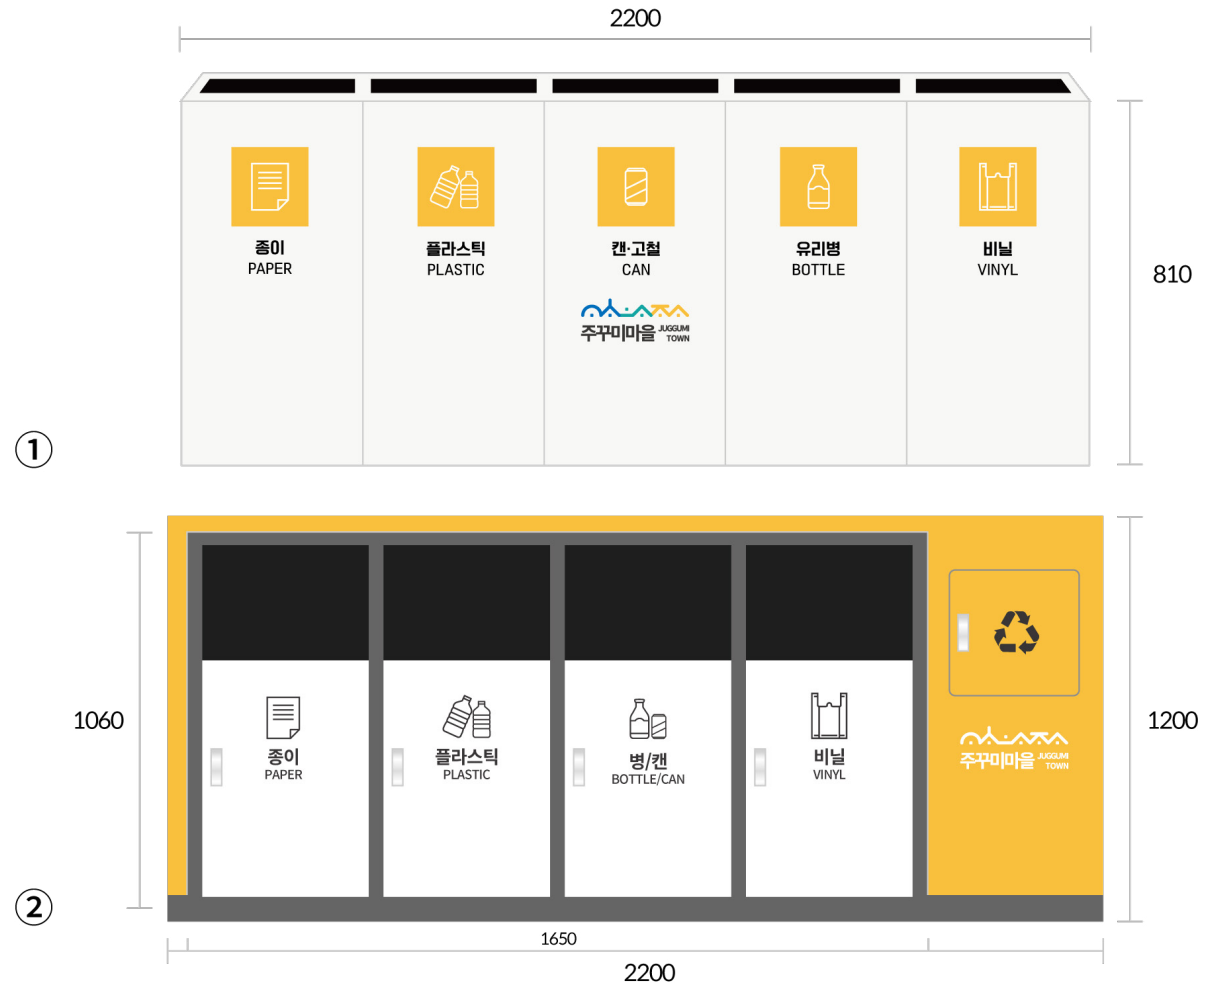 2200
종이
PAPER
플라스틱
PLASTIC
캔·고철
CAN
유리병
BOTTLE
비닐
VINYL
주꾸미마을 JUGGUMI TOWN
810
①
1060
종이
PAPER
플라스틱
PLASTIC
병/캔
BOTTLE/CAN
비닐
VINYL
주꾸미마을 JUGGUMI TOWN
1200
②
1650
2200